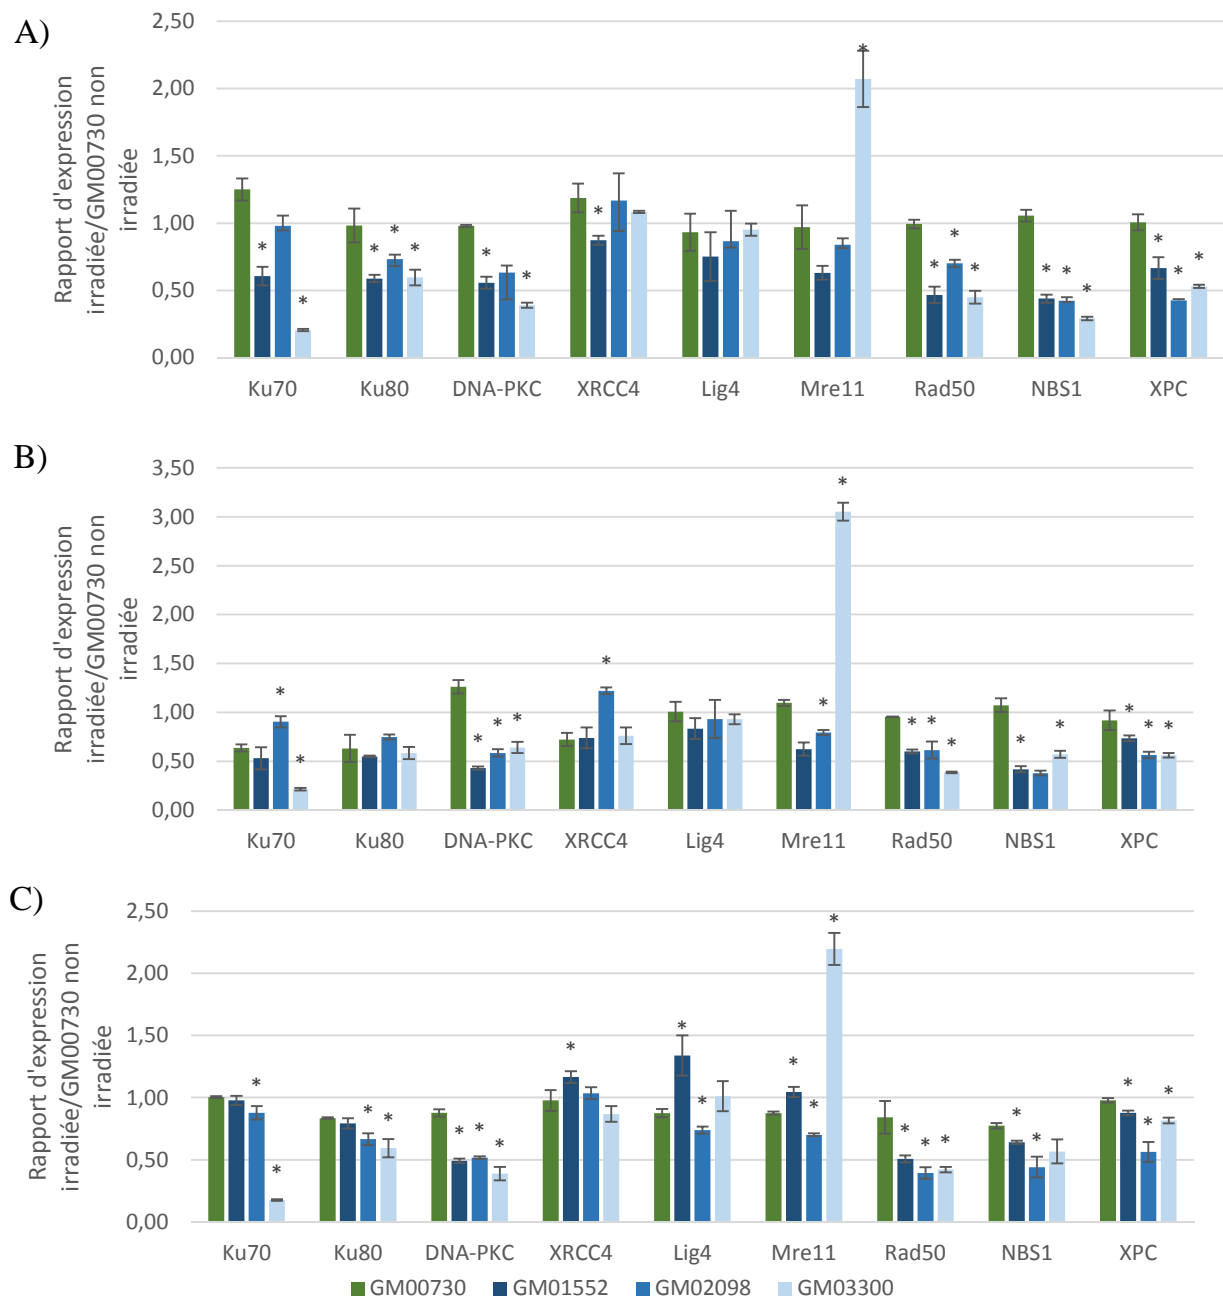 A)
Rapport d'expression
irradiée/GM00730 non
irradiée
2,50
2,00
1,50
1,00
0,50
0,00
*
* * * * * * * * * * * * * * * * *
Ku70 Ku80 DNA-PKC XRCC4 Lig4 Mre11 Rad50 NBS1 XPC
B)
Rapport d'expression
irradiée/GM00730 non
irradiée
3,50
3,00
2,50
2,00
1,50
1,00
0,50
0,00
* * * * * * * * * * * * * * * *
Ku70 Ku80 DNA-PKC XRCC4 Lig4 Mre11 Rad50 NBS1 XPC
C)
Rapport d'expression
irradiée/GM00730 non
irradiée
2,50
2,00
1,50
1,00
0,50
0,00
* * * * * * * * * * * * * * * * * * * * *
Ku70 Ku80 DNA-PKC XRCC4 Lig4 Mre11 Rad50 NBS1 XPC
GM00730 GM01552 GM02098 GM03300